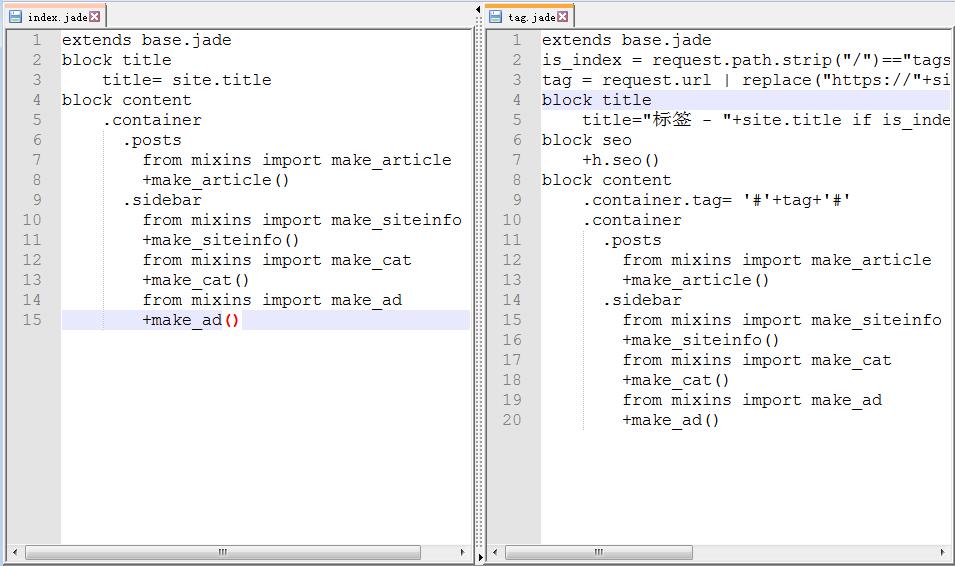 index.jade
1 extends base.jade
2 block title
3 title= site.title
4 block content
5 .container
6 .posts
7 from mixins import make_article
8 +make_article()
9 .sidebar
10 from mixins import make_siteinfo
11 +make_siteinfo()
12 from mixins import make_cat
13 +make_cat()
14 from mixins import make_ad
15 +make_ad()
tag.jade
1 extends base.jade
2 is_index = request.path.strip("/")=="tags
3 tag = request.url | replace("https://"+si
4 block title
5 title="标签 - "+site.title if is_inde
6 block seo
7 +h.seo()
8 block content
9 .container.tag= '#'+tag+'#'
10 .container
11 .posts
12 from mixins import make_article
13 +make_article()
14 .sidebar
15 from mixins import make_siteinfo
16 +make_siteinfo()
17 from mixins import make_cat
18 +make_cat()
19 from mixins import make_ad
20 +make_ad()